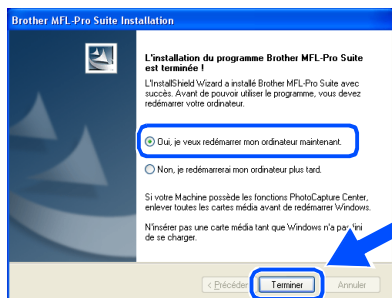 Brother MFL-Pro Suite Installation
L'installation du programme Brother MFL-Pro Suite
est terminée !
L'InstallShield Wizard a installé Brother MFL-Pro Suite avec
succès. Avant de pouvoir utiliser le programme, vous devez
redémarrer votre ordinateur.
Oui, je veux redémarrer mon ordinateur maintenant.
Non, je redémarrerai mon ordinateur plus tard.
Si votre Machine possède les fonctions PhotoCapture Center,
enlever toutes les cartes média avant de redémarrer Windows.
N'insérer pas une carte média tant que Windows n'a pas fini
de se charger.
< Précéder
Terminer
Annuler